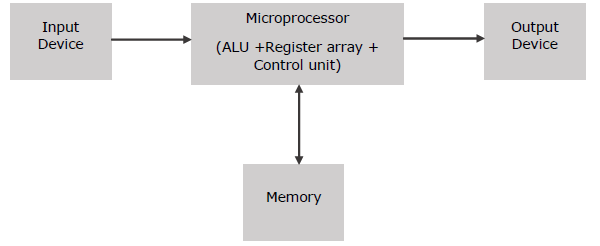 Input
Device
Microprocessor
(ALU +Register array +
Control unit)
Output
Device
Memory